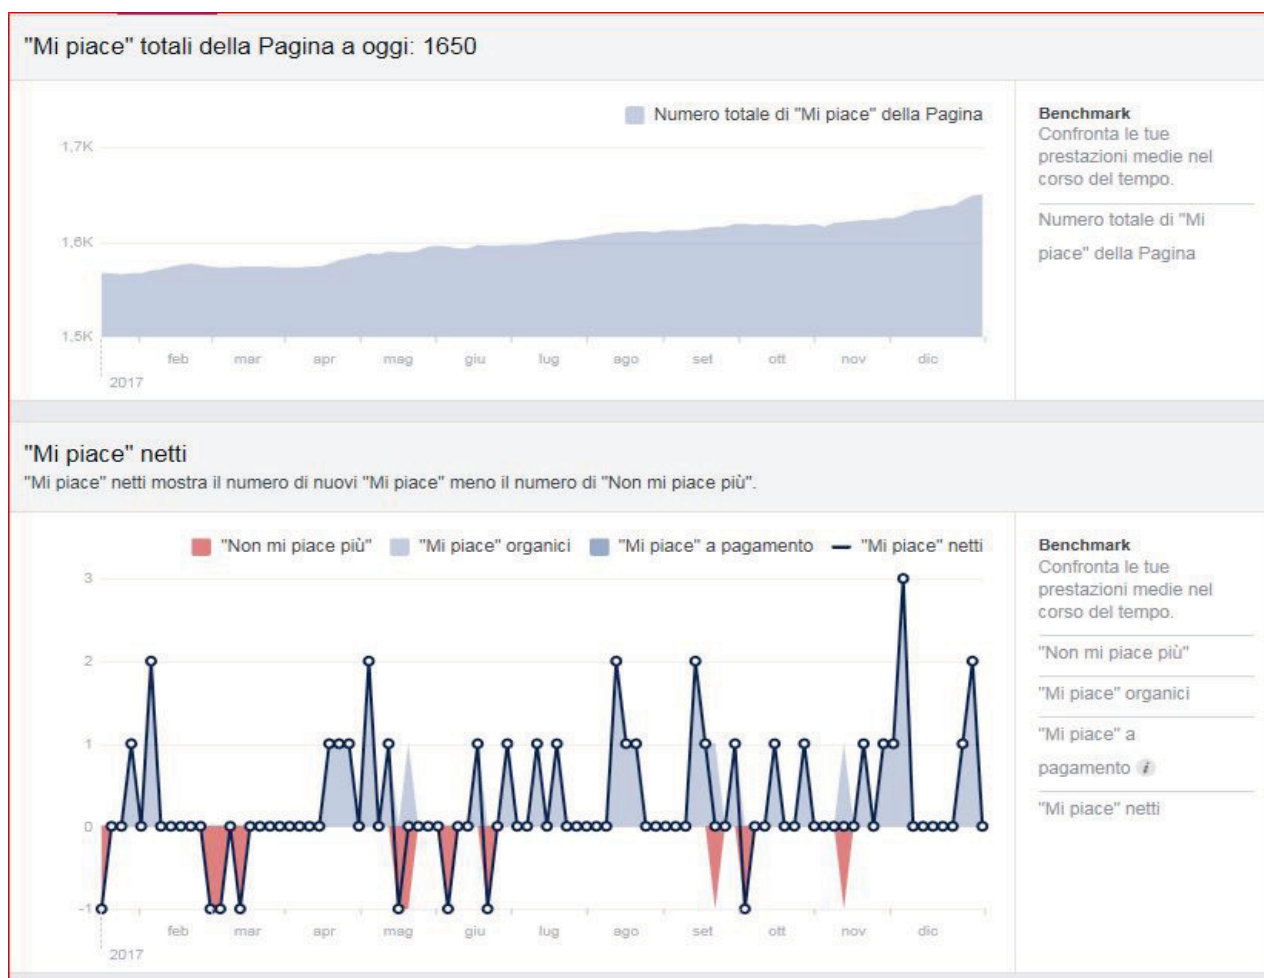 "Mi piace" totali della Pagina a oggi: 1650
Numero totale di "Mi piace" della Pagina
1,7K
1,6K
1,5K
feb mar apr mag giu lug ago set ott nov dic
2017
Benchmark
Confronta le tue
prestazioni medie nel
corso del tempo.
Numero totale di "Mi
piace" della Pagina
"Mi piace" netti
"Mi piace" netti mostra il numero di nuovi "Mi piace" meno il numero di "Non mi piace più".
"Non mi piace più" "Mi piace" organici "Mi piace" a pagamento "Mi piace" netti
3
2
1
0
-1
feb mar apr mag giu lug ago set ott nov dic
2017
Benchmark
Confronta le tue
prestazioni medie nel
corso del tempo.
"Non mi piace più"
"Mi piace" organici
"Mi piace" a
pagamento i
"Mi piace" netti